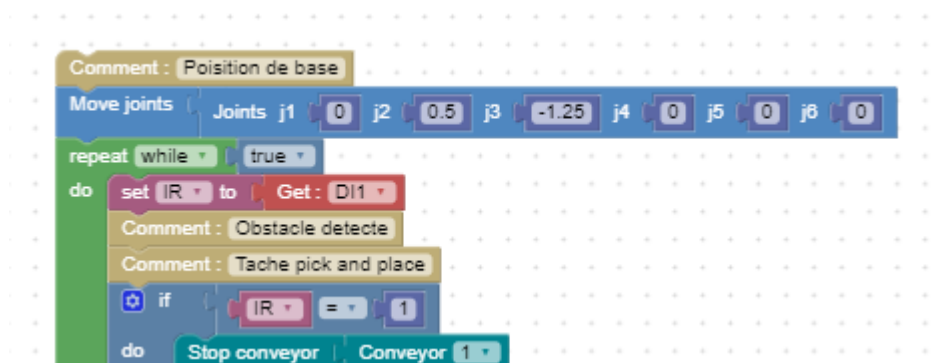 Comment : Poisition de base
Move joints Joints j1 0 j2 0.5 j3 -1.25 j4 0 j5 0 j6 0
repeat while true
do set IR to Get : DI1
Comment : Obstacle detecte
Comment : Tache pick and place
if IR = 1
do Stop conveyor Conveyor 1